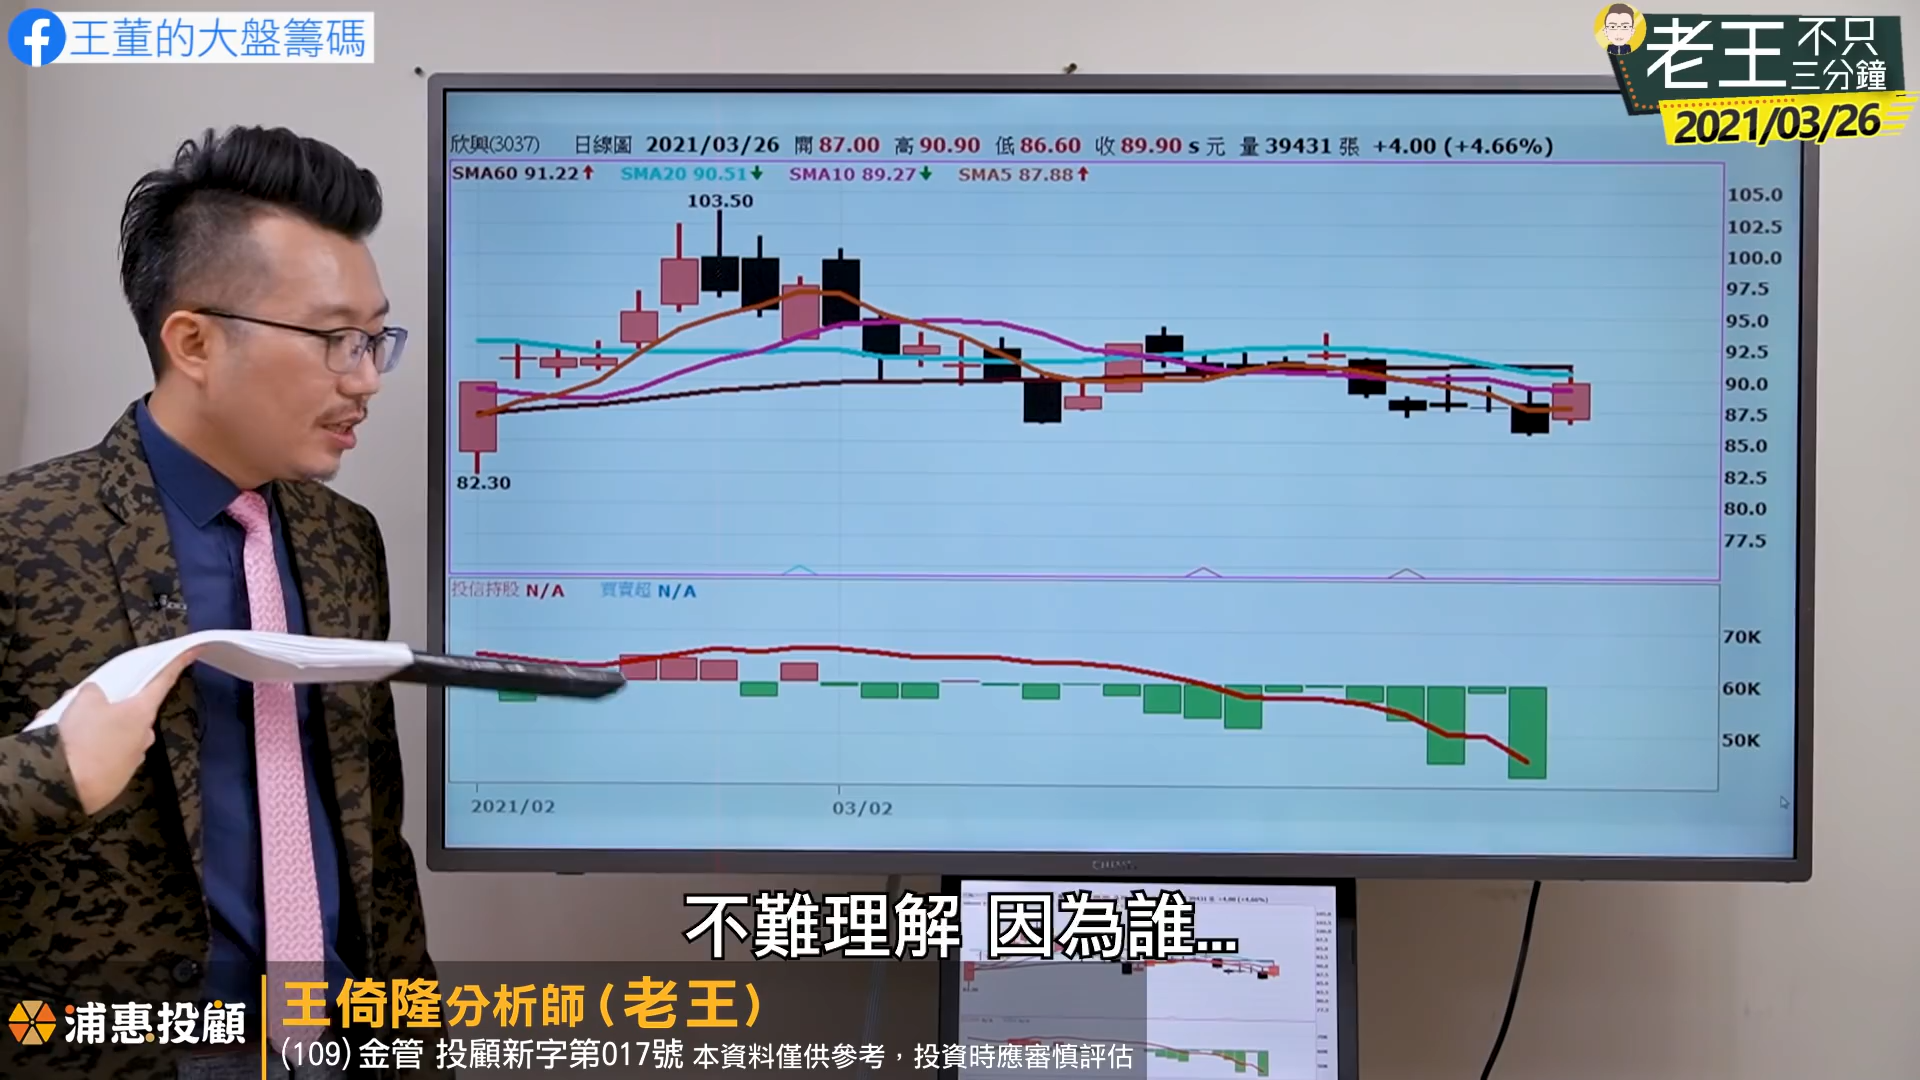 王董的大盤籌碼
老王 不只三分鐘
2021/03/26
欣興(3037) 日線圖 2021/03/26 開 87.00 高 90.90 低 86.60 收 89.90 s 元 量 39431 張 +4.00 (+4.66%)
SMA60 91.22↑ SMA20 90.51↓ SMA10 89.27↓ SMA5 87.88↑
103.50
82.30
105.0
102.5
100.0
97.5
95.0
92.5
90.0
87.5
85.0
82.5
80.0
77.5
投信持股 N/A 買賣超 N/A
70K
60K
50K
2021/02
03/02
不難理解 因為誰...
浦惠投顧
王倚隆分析師(老王)
(109) 金管 投顧新字第017號 本資料僅供參考，投資時應審慎評估